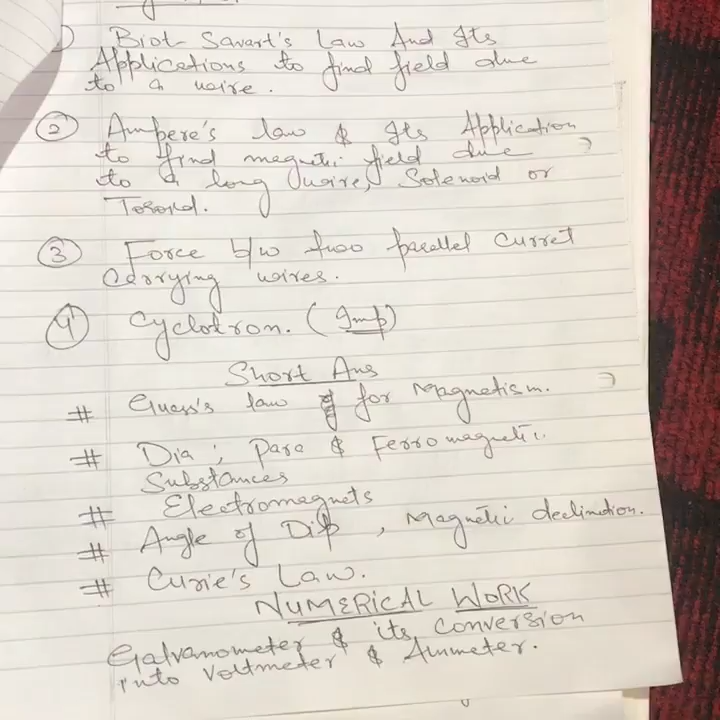 1) Biot Savart's Law And Its
Applications to find field due
to a wire.
② Ampere's law & Its Application
to find magnetic field due
to a long wire, Solenoid or
Toroid.
③ Force b/w two parallel Curret
Carrying wires.
④ Cyclotron. (Imp)
Short Ans
# Guass's law for Magnetism.
# Dia, Para & Ferromagnetic
Substances
# Electromagnets
# Angle of Dip, Magnetic declination.
# Curie's Law.
NUMERICAL WORK
Galvanometer & its Conversion
into Voltmeter & Ammeter.